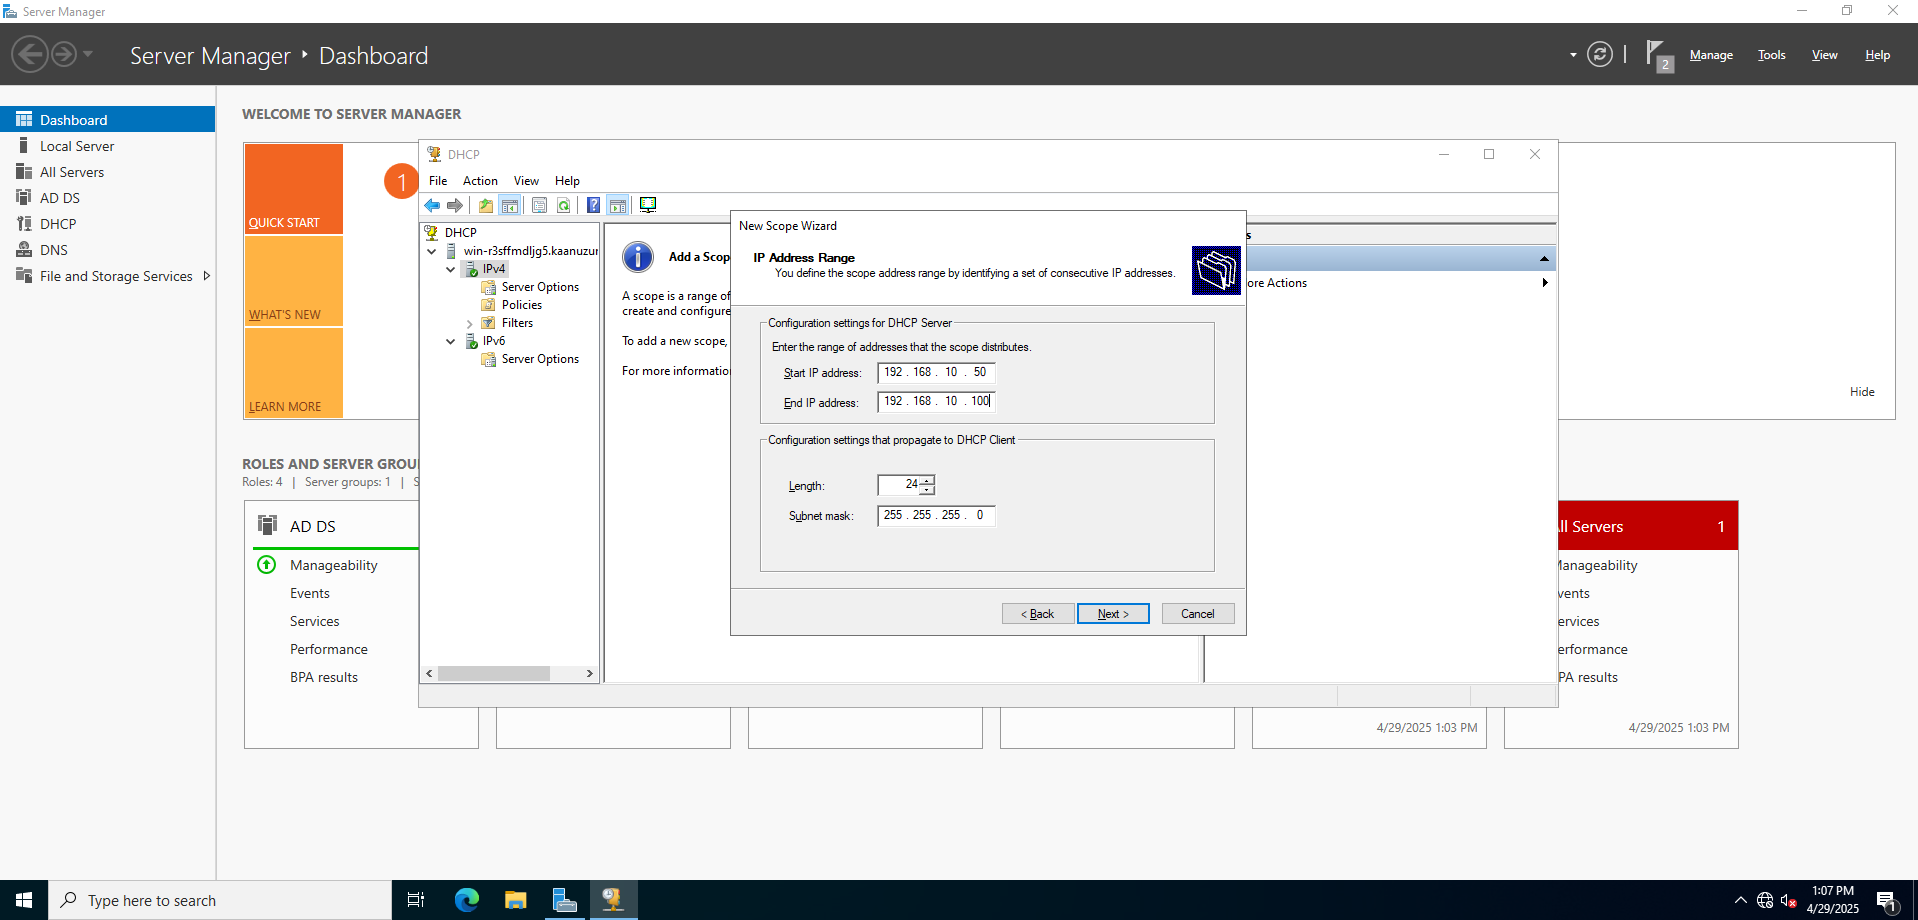 Server Manager
Server Manager ‣ Dashboard
2
Manage
Tools
View
Help
Dashboard
Local Server
All Servers
AD DS
DHCP
DNS
File and Storage Services
WELCOME TO SERVER MANAGER
QUICK START
WHAT'S NEW
LEARN MORE
1
Hide
ROLES AND SERVER GROU
Roles: 4 | Server groups: 1 | S
AD DS
Manageability
Events
Services
Performance
BPA results
DHCP
File Action View Help
DHCP
win-r3sffmdljg5.kaanuzur
IPv4
Server Options
Policies
Filters
IPv6
Server Options
Add a Scop
A scope is a range of
create and configure
To add a new scope,
For more informatio
s
ore Actions
New Scope Wizard
IP Address Range
You define the scope address range by identifying a set of consecutive IP addresses.
Configuration settings for DHCP Server
Enter the range of addresses that the scope distributes.
Start IP address: 192 . 168 . 10 . 50
End IP address: 192 . 168 . 10 . 100
Configuration settings that propagate to DHCP Client
Length: 24
Subnet mask: 255 . 255 . 255 . 0
< Back
Next >
Cancel
ll Servers 1
Manageability
vents
ervices
erformance
PA results
4/29/2025 1:03 PM
4/29/2025 1:03 PM
Type here to search
1:07 PM
4/29/2025
1